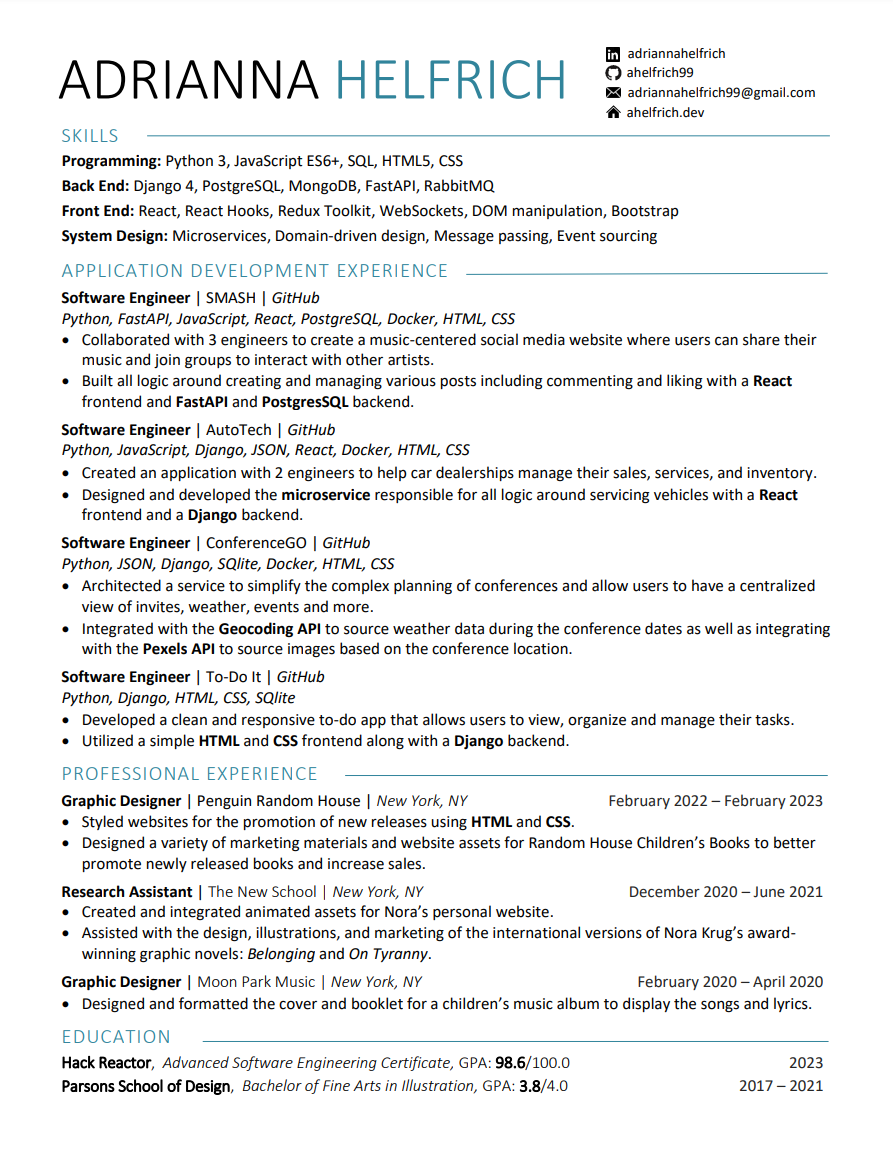 ADRIANNA HELFRICH
adriannahelfrich
ahelfrich99
adriannahelfrich99@gmail.com
ahelfrich.dev
SKILLS
Programming: Python 3, JavaScript ES6+, SQL, HTML5, CSS
Back End: Django 4, PostgreSQL, MongoDB, FastAPI, RabbitMQ
Front End: React, React Hooks, Redux Toolkit, WebSockets, DOM manipulation, Bootstrap
System Design: Microservices, Domain-driven design, Message passing, Event sourcing
APPLICATION DEVELOPMENT EXPERIENCE
Software Engineer | SMASH | GitHub
Python, FastAPI, JavaScript, React, PostgreSQL, Docker, HTML, CSS
• Collaborated with 3 engineers to create a music-centered social media website where users can share their
music and join groups to interact with other artists.
• Built all logic around creating and managing various posts including commenting and liking with a React
frontend and FastAPI and PostgresSQL backend.
Software Engineer | AutoTech | GitHub
Python, JavaScript, Django, JSON, React, Docker, HTML, CSS
• Created an application with 2 engineers to help car dealerships manage their sales, services, and inventory.
• Designed and developed the microservice responsible for all logic around servicing vehicles with a React
frontend and a Django backend.
Software Engineer | ConferenceGO | GitHub
Python, JSON, Django, SQlite, Docker, HTML, CSS
• Architected a service to simplify the complex planning of conferences and allow users to have a centralized
view of invites, weather, events and more.
• Integrated with the Geocoding API to source weather data during the conference dates as well as integrating
with the Pexels API to source images based on the conference location.
Software Engineer | To-Do It | GitHub
Python, Django, HTML, CSS, SQlite
• Developed a clean and responsive to-do app that allows users to view, organize and manage their tasks.
• Utilized a simple HTML and CSS frontend along with a Django backend.
PROFESSIONAL EXPERIENCE
Graphic Designer | Penguin Random House | New York, NY February 2022 – February 2023
• Styled websites for the promotion of new releases using HTML and CSS.
• Designed a variety of marketing materials and website assets for Random House Children’s Books to better
promote newly released books and increase sales.
Research Assistant | The New School | New York, NY December 2020 – June 2021
• Created and integrated animated assets for Nora’s personal website.
• Assisted with the design, illustrations, and marketing of the international versions of Nora Krug’s award-
winning graphic novels: Belonging and On Tyranny.
Graphic Designer | Moon Park Music | New York, NY February 2020 – April 2020
• Designed and formatted the cover and booklet for a children’s music album to display the songs and lyrics.
EDUCATION
Hack Reactor, Advanced Software Engineering Certificate, GPA: 98.6/100.0 2023
Parsons School of Design, Bachelor of Fine Arts in Illustration, GPA: 3.8/4.0 2017 – 2021